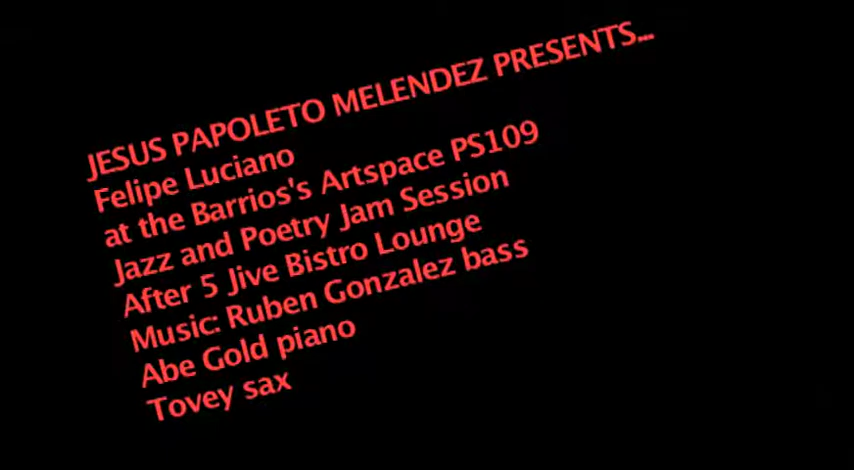 JESUS PAPOLETO MELENDEZ PRESENTS...
Felipe Luciano
at the Barrios's Artspace PS109
Jazz and Poetry Jam Session
After 5 Jive Bistro Lounge
Music: Ruben Gonzalez bass
Abe Gold piano
Tovey sax